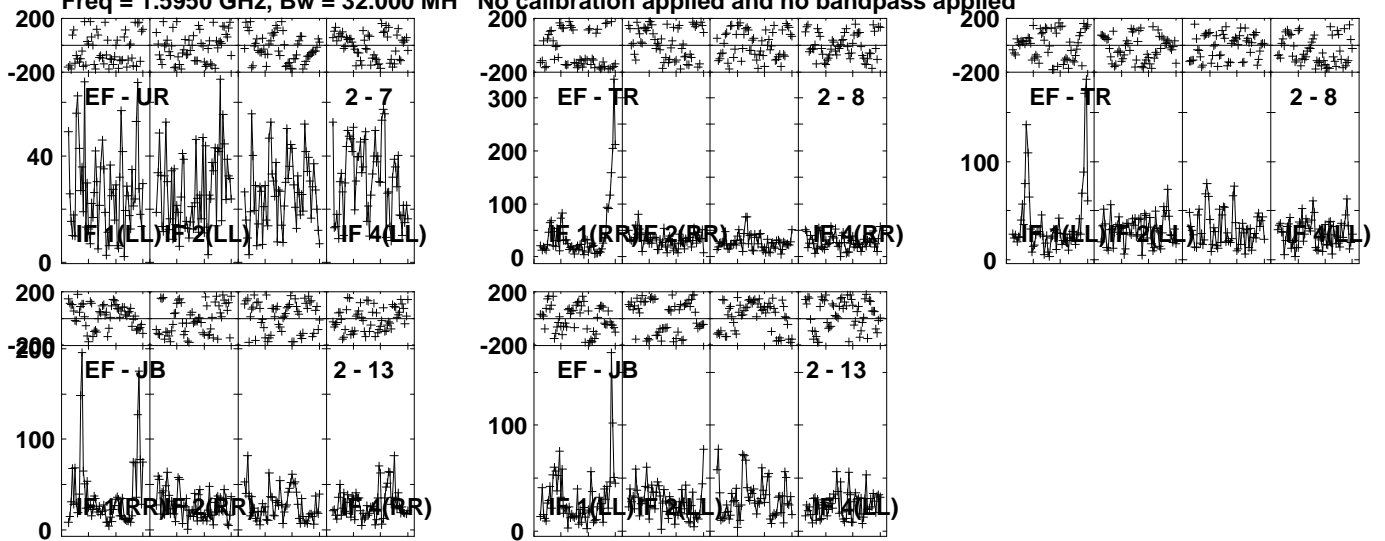 Freq = 1.5950 GHz, Bw = 32.000 MH No calibration applied and no bandpass applied
200
-200
EF - UR 2 - 7
40
0
IF 1(LL) IF 2(LL) IF 4(LL)
200
-200
EF - TR 2 - 8
300
200
100
0
IF 1(RR) IF 2(RR) IF 4(RR)
200
-200
EF - TR 2 - 8
100
0
IF 1(LL) IF 2(LL) IF 4(LL)
200
-200
200
EF - JB 2 - 13
100
0
IF 1(RR) IF 2(RR) IF 4(RR)
200
-200
EF - JB 2 - 13
100
0
IF 1(LL) IF 2(LL) IF 4(LL)